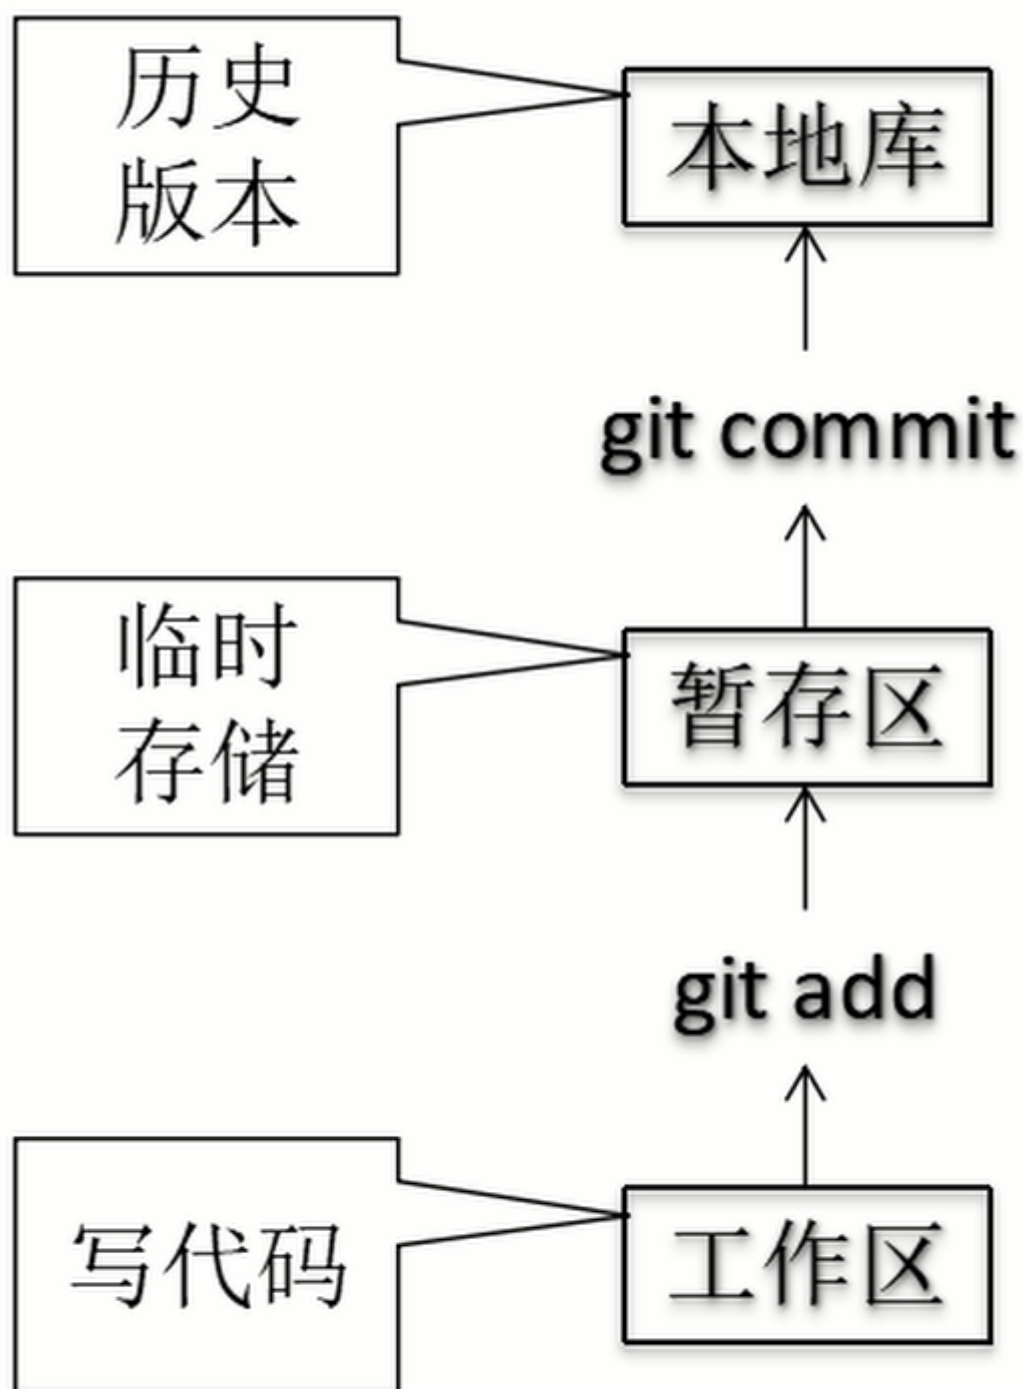 历史
版本
本地库
git commit
临时
存储
暂存区
git add
写代码
工作区